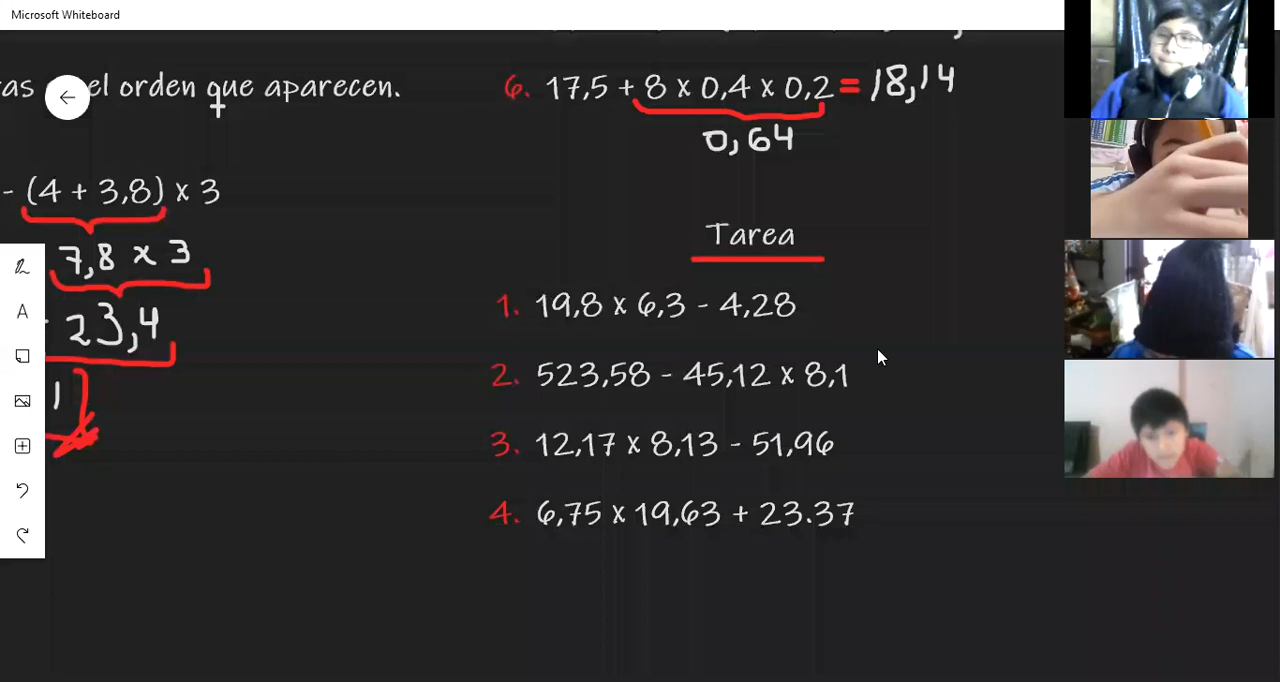 Microsoft Whiteboard
el orden que aparecen.
- (4 + 3,8) x 3
7,8 x 3
23,4
1
6. 17,5 + 8 x 0,4 x 0,2 = 18,14
0,64
Tarea
1. 19,8 x 6,3 - 4,28
2. 523,58 - 45,12 x 8,1
3. 12,17 x 8,13 - 51,96
4. 6,75 x 19,63 + 23.37